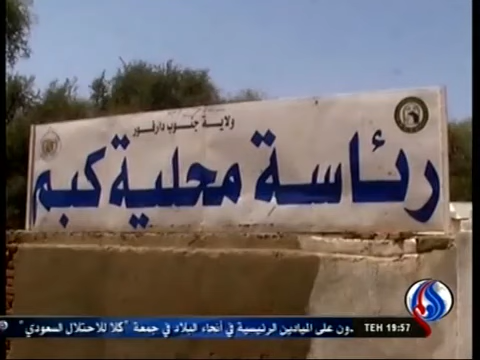 ولاية جنوب دارفور
رئاسة محلية كبم
ـدون على الميادين الرئيسية في أنحاء البلاد في جمعة "كلا للاحتلال السعودي"
TEH 19:57